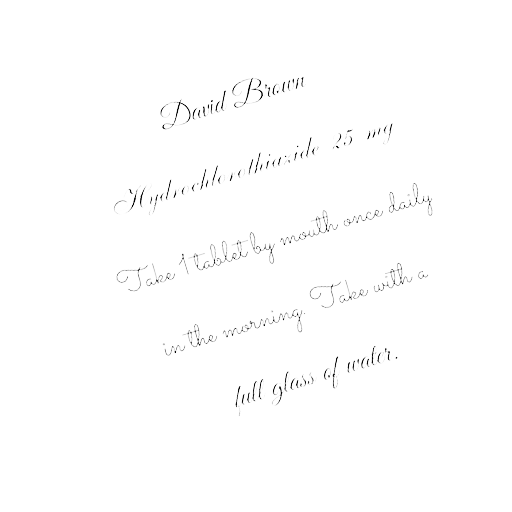 David Brown
Hydrochlorothiazide 25 mg
Take 1 tablet by mouth once daily
in the morning. Take with a
full glass of water.